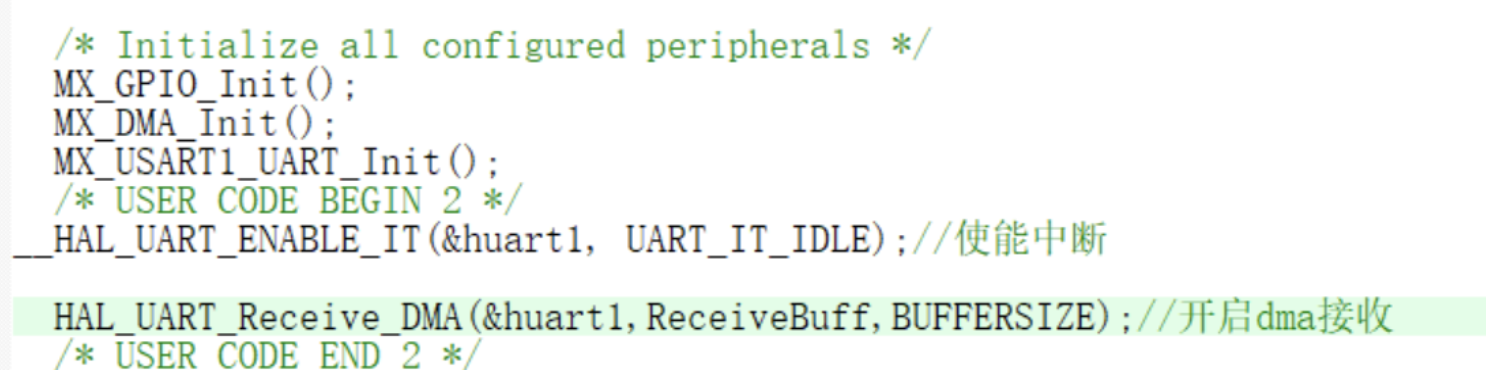 /* Initialize all configured peripherals */
MX_GPIO_Init();
MX_DMA_Init();
MX_USART1_UART_Init();
/* USER CODE BEGIN 2 */
__HAL_UART_ENABLE_IT(&huart1, UART_IT_IDLE);//使能中断
HAL_UART_Receive_DMA(&huart1,ReceiveBuff,BUFFERSIZE);//开启dma接收
/* USER CODE END 2 */